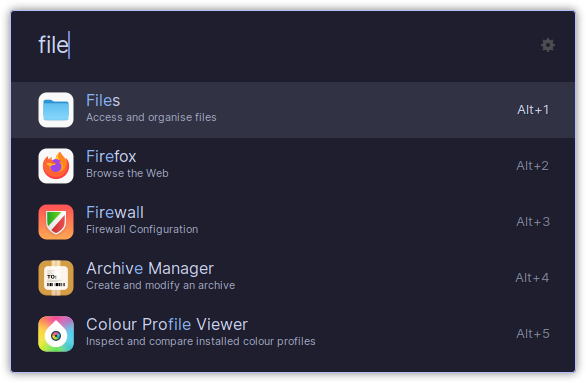 file
Files
Access and organise files
Alt+1
Firefox
Browse the Web
Alt+2
Firewall
Firewall Configuration
Alt+3
TO:
Archive Manager
Create and modify an archive
Alt+4
Colour Profile Viewer
Inspect and compare installed colour profiles
Alt+5